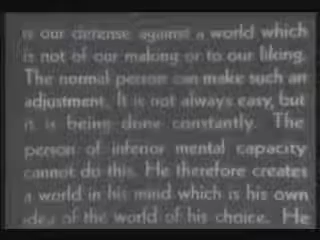 is our defense against a world which
is not of our making or to our liking.
The normal person can make such an
adjustment. It is not always easy, but
it is being done constantly. The
person of inferior mental capacity
cannot do this. He therefore creates
a world in his mind which is his own
idea of the world of his choice. He